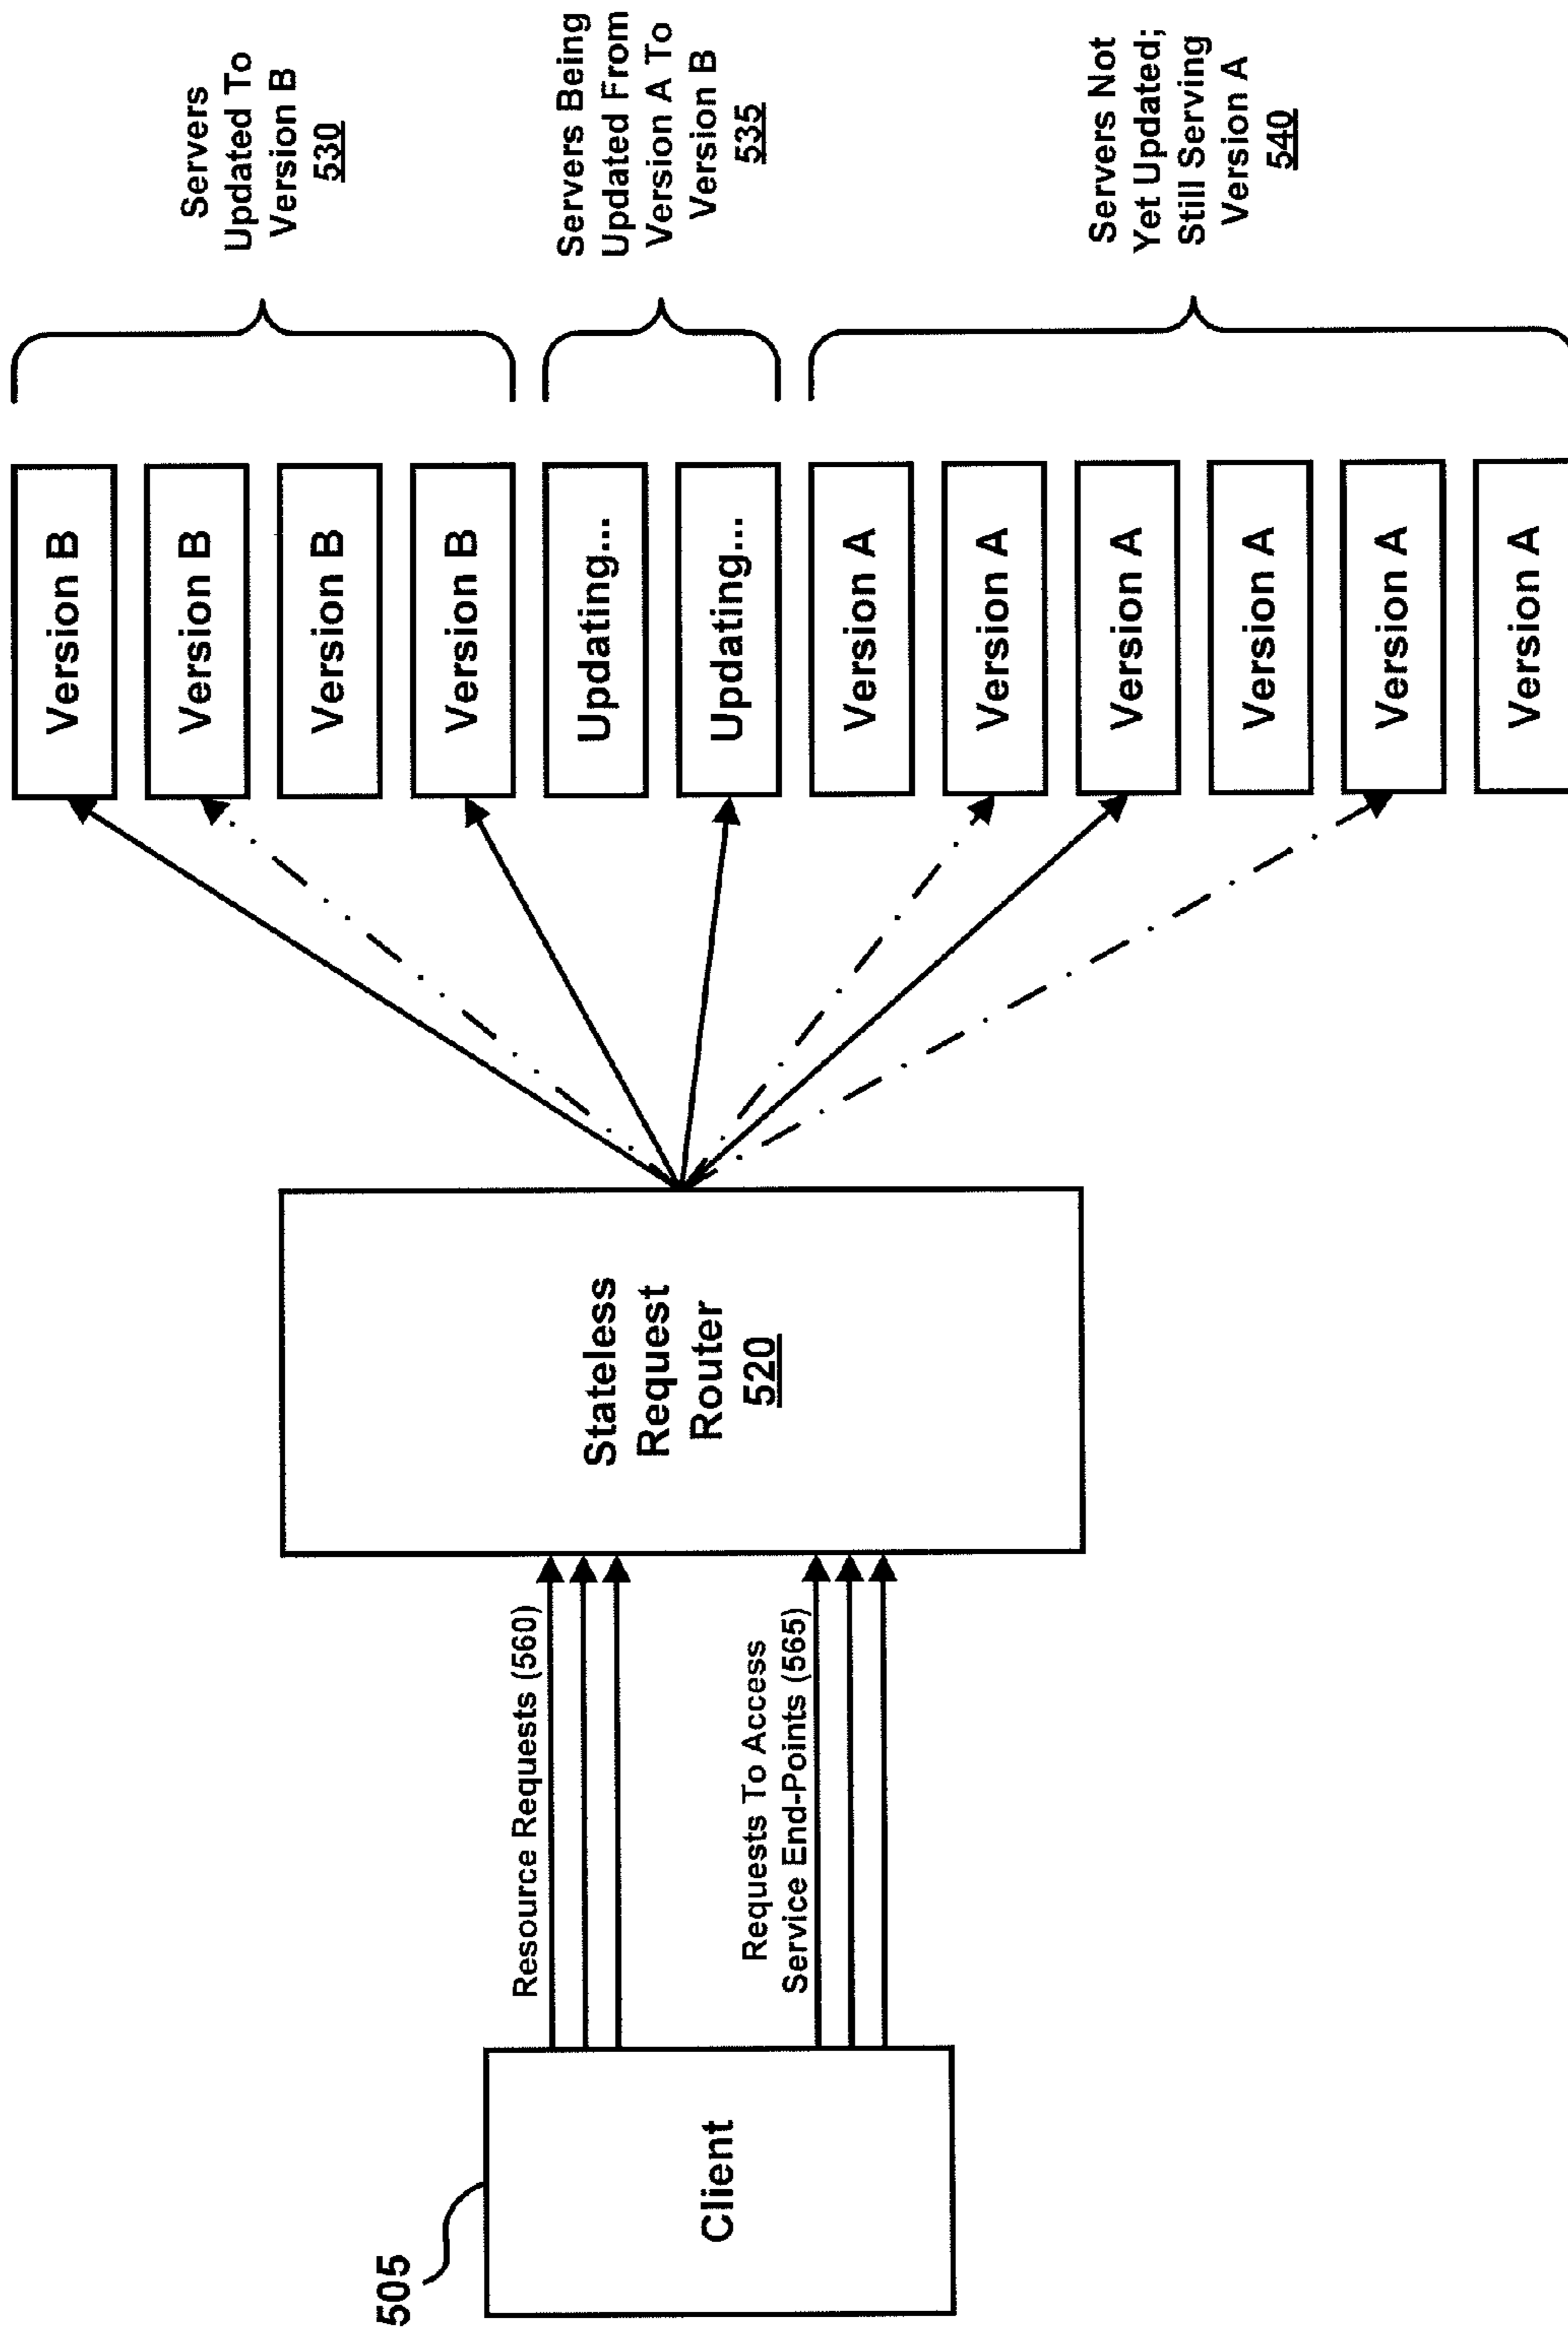 505
Client
Resource Requests (560)
Requests To Access
Service End-Points (565)
Stateless
Request
Router
520
Version B
Version B
Version B
Version B
Updating...
Updating...
Version A
Version A
Version A
Version A
Version A
Version A
Servers
Updated To
Version B
530
Servers Being
Updated From
Version A To
Version B
535
Servers Not
Yet Updated;
Still Serving
Version A
540